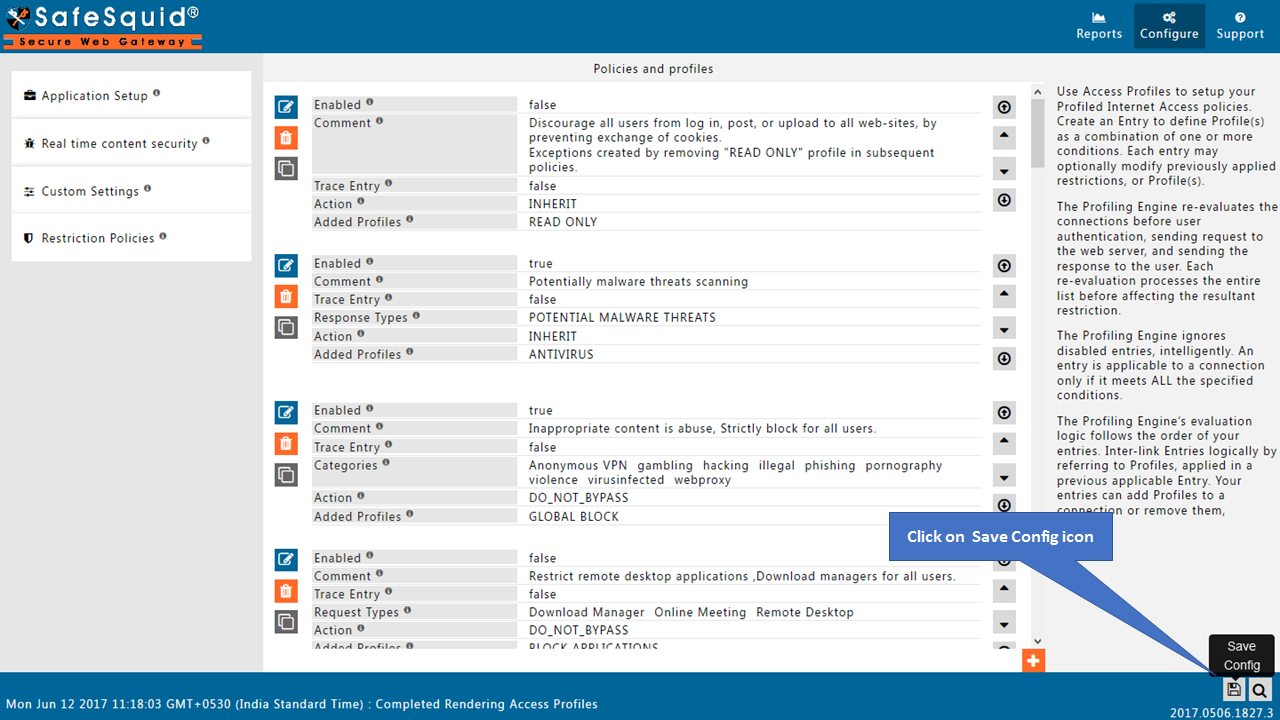 SafeSquid®
Secure Web Gateway
Reports
Configure
Support
Application Setup
Real time content security
Custom Settings
Restriction Policies
Policies and profiles
Enabled false
Comment Discourage all users from log in, post, or upload to all web-sites, by
preventing exchange of cookies.
Exceptions created by removing "READ ONLY" profile in subsequent
policies.
Trace Entry false
Action INHERIT
Added Profiles READ ONLY
Enabled true
Comment Potentially malware threats scanning
Trace Entry false
Response Types POTENTIAL MALWARE THREATS
Action INHERIT
Added Profiles ANTIVIRUS
Enabled true
Comment Inappropriate content is abuse, Strictly block for all users.
Trace Entry false
Categories Anonymous VPN gambling hacking illegal phishing pornography
violence virusinfected webproxy
Action DO_NOT_BYPASS
Added Profiles GLOBAL BLOCK
Enabled false
Comment Restrict remote desktop applications ,Download managers for all users.
Trace Entry false
Request Types Download Manager Online Meeting Remote Desktop
Action DO_NOT_BYPASS
Added Profiles BLOCK APPLICATIONS
Use Access Profiles to setup your
Profiled Internet Access policies.
Create an Entry to define Profile(s)
as a combination of one or more
conditions. Each entry may
optionally modify previously applied
restrictions, or Profile(s).
The Profiling Engine re-evaluates the
connections before user
authentication, sending request to
the web server, and sending the
response to the user. Each
re-evaluation processes the entire
list before affecting the resultant
restriction.
The Profiling Engine ignores
disabled entries, intelligently. An
entry is applicable to a connection
only if it meets ALL the specified
conditions.
The Profiling Engine's evaluation
logic follows the order of your
entries. Inter-link Entries logically by
referring to Profiles, applied in a
previous applicable Entry. Your
entries can add Profiles to a
connection or remove them,
Click on Save Config icon
Save
Config
Mon Jun 12 2017 11:18:03 GMT+0530 (India Standard Time) : Completed Rendering Access Profiles
2017.0506.1827.3